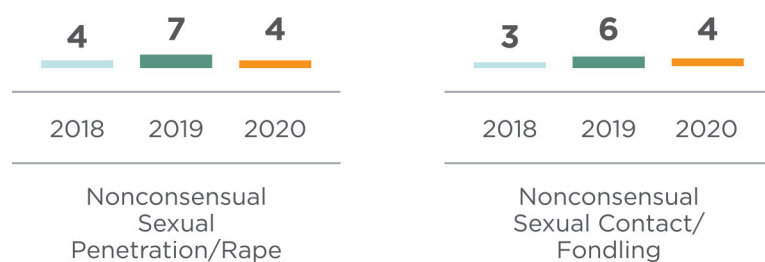 4 7 4
2018 2019 2020
Nonconsensual
Sexual
Penetration/Rape
3 6 4
2018 2019 2020
Nonconsensual
Sexual Contact/
Fondling